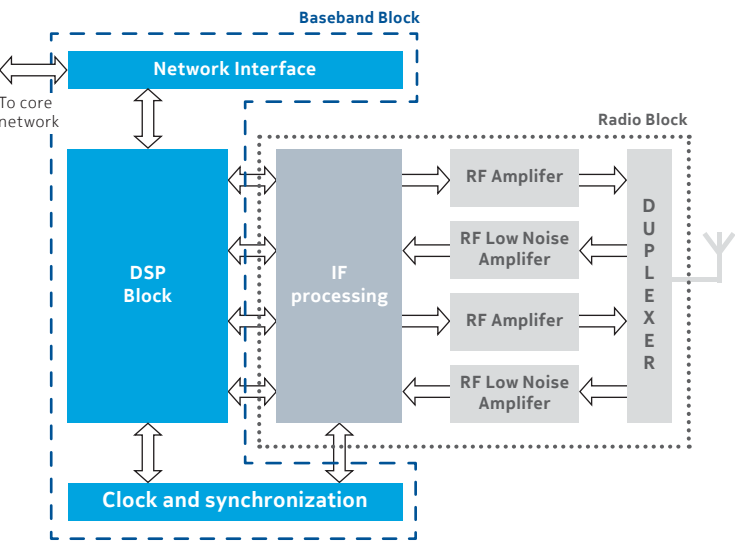 Baseband Block
Network Interface
To core
network
Radio Block
RF Amplifer
D
U
P
L
E
X
E
R
RF Low Noise
Amplifer
DSP
Block
IF
processing
RF Amplifer
RF Low Noise
Amplifer
Clock and synchronization